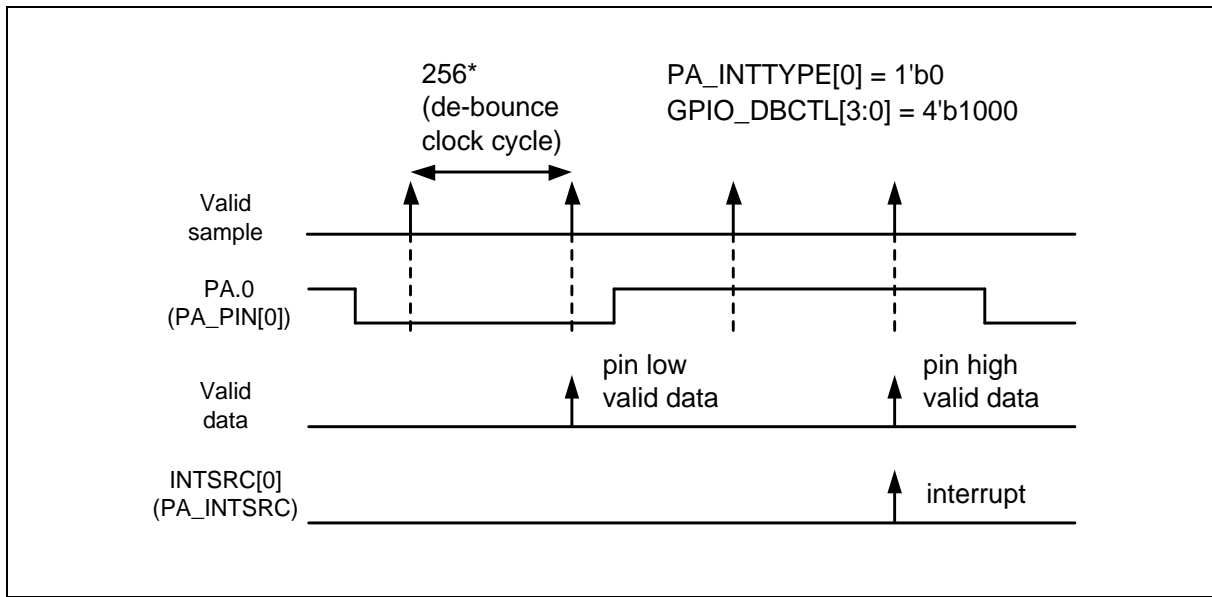 256*
(de-bounce
clock cycle)
PA_INTTYPE[0] = 1'b0
GPIO_DBCTL[3:0] = 4'b1000
Valid
sample
PA.0
(PA_PIN[0])
Valid
data
pin low
valid data
pin high
valid data
INTSRC[0]
(PA_INTSRC)
interrupt